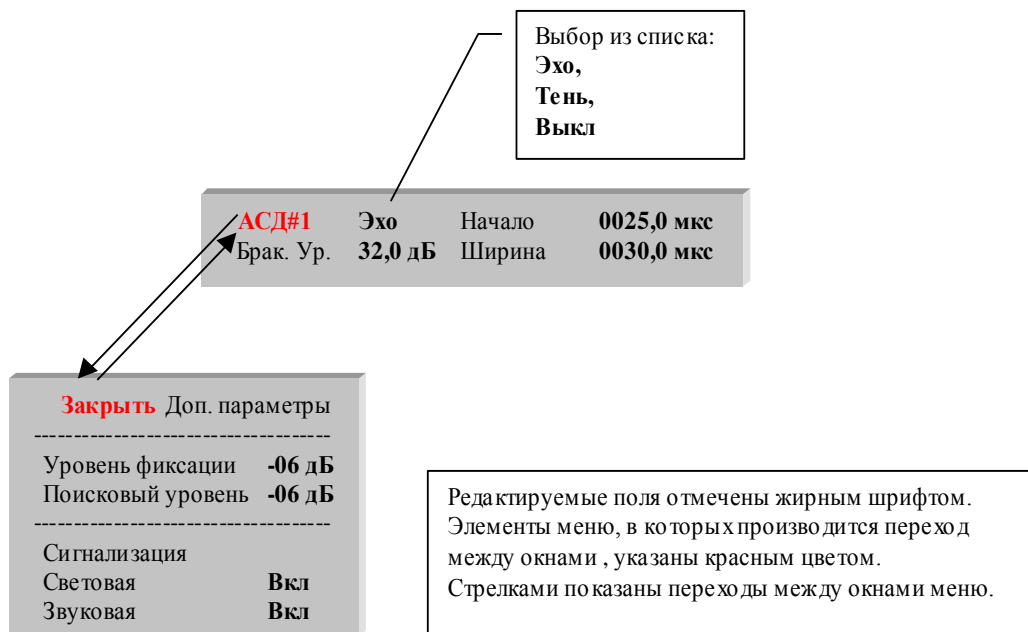 Выбор из списка:
Эхо,
Тень,
Выкл
АСД#1 Эхо Начало 0025,0 мкс
Брак. Ур. 32,0 дБ Ширина 0030,0 мкс
Закрыть Доп. параметры
--------------------------------------
Уровень фиксации -06 дБ
Поисковый уровень -06 дБ
--------------------------------------
Сигнализация
Световая Вкл
Звуковая Вкл
Редактируемые поля отмечены жирным шрифтом.
Элементы меню, в которых производится переход
между окнами , указаны красным цветом.
Стрелками показаны переходы между окнами меню.